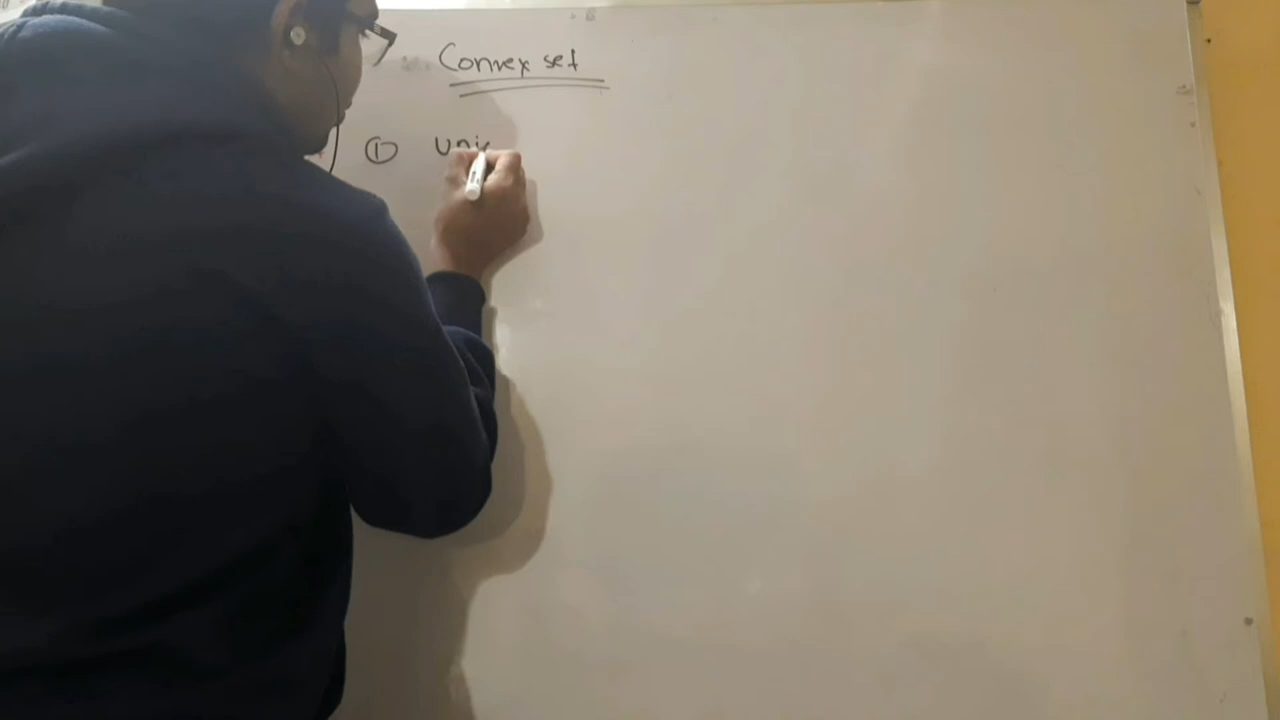 Convex set
① uni